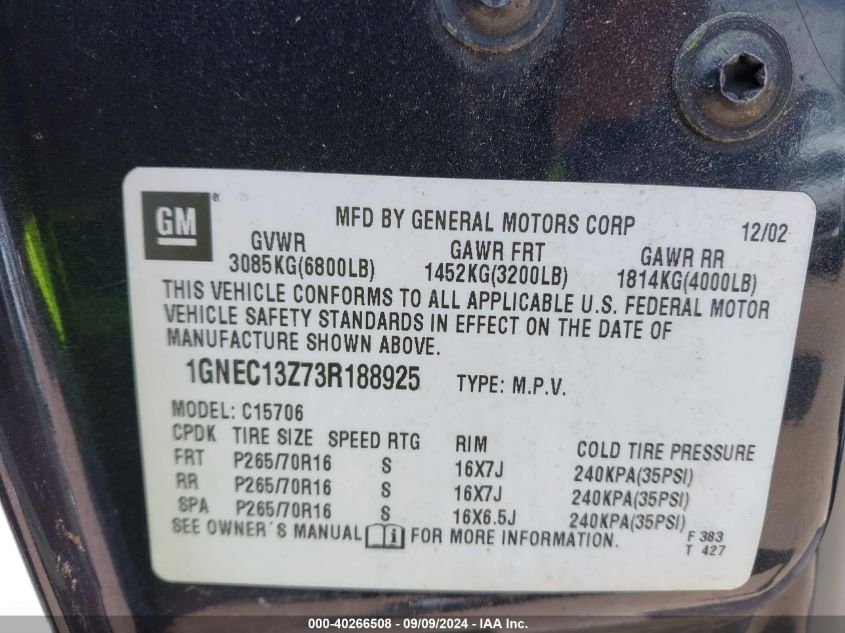 GM ®
MFD BY GENERAL MOTORS CORP 12/02
GVWR GAWR FRT GAWR RR
3085KG(6800LB) 1452KG(3200LB) 1814KG(4000LB)
THIS VEHICLE CONFORMS TO ALL APPLICABLE U.S. FEDERAL MOTOR
VEHICLE SAFETY STANDARDS IN EFFECT ON THE DATE OF
MANUFACTURE SHOWN ABOVE.
1GNEC13Z73R188925 TYPE: M.P.V.
MODEL: C15706
CPDK TIRE SIZE SPEED RTG RIM COLD TIRE PRESSURE
FRT P265/70R16 S 16X7J 240KPA(35PSI)
RR P265/70R16 S 16X7J 240KPA(35PSI)
SPA P265/70R16 S 16X6.5J 240KPA(35PSI)
SEE OWNER'S MANUAL i FOR MORE INFORMATION.
F 383
T 427
000-40266508 - 09/09/2024 - IAA Inc.